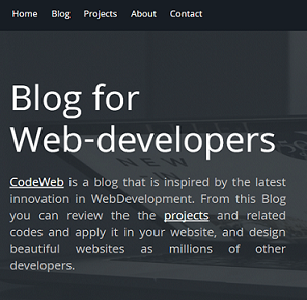 Home Blog Projects About Contact
Blog for
Web-developers
CodeWeb is a blog that is inspired by the latest
innovation in WebDevelopment. From this Blog
you can review the the projects and related
codes and apply it in your website, and design
beautiful websites as millions of other
developers.
NEW
IN